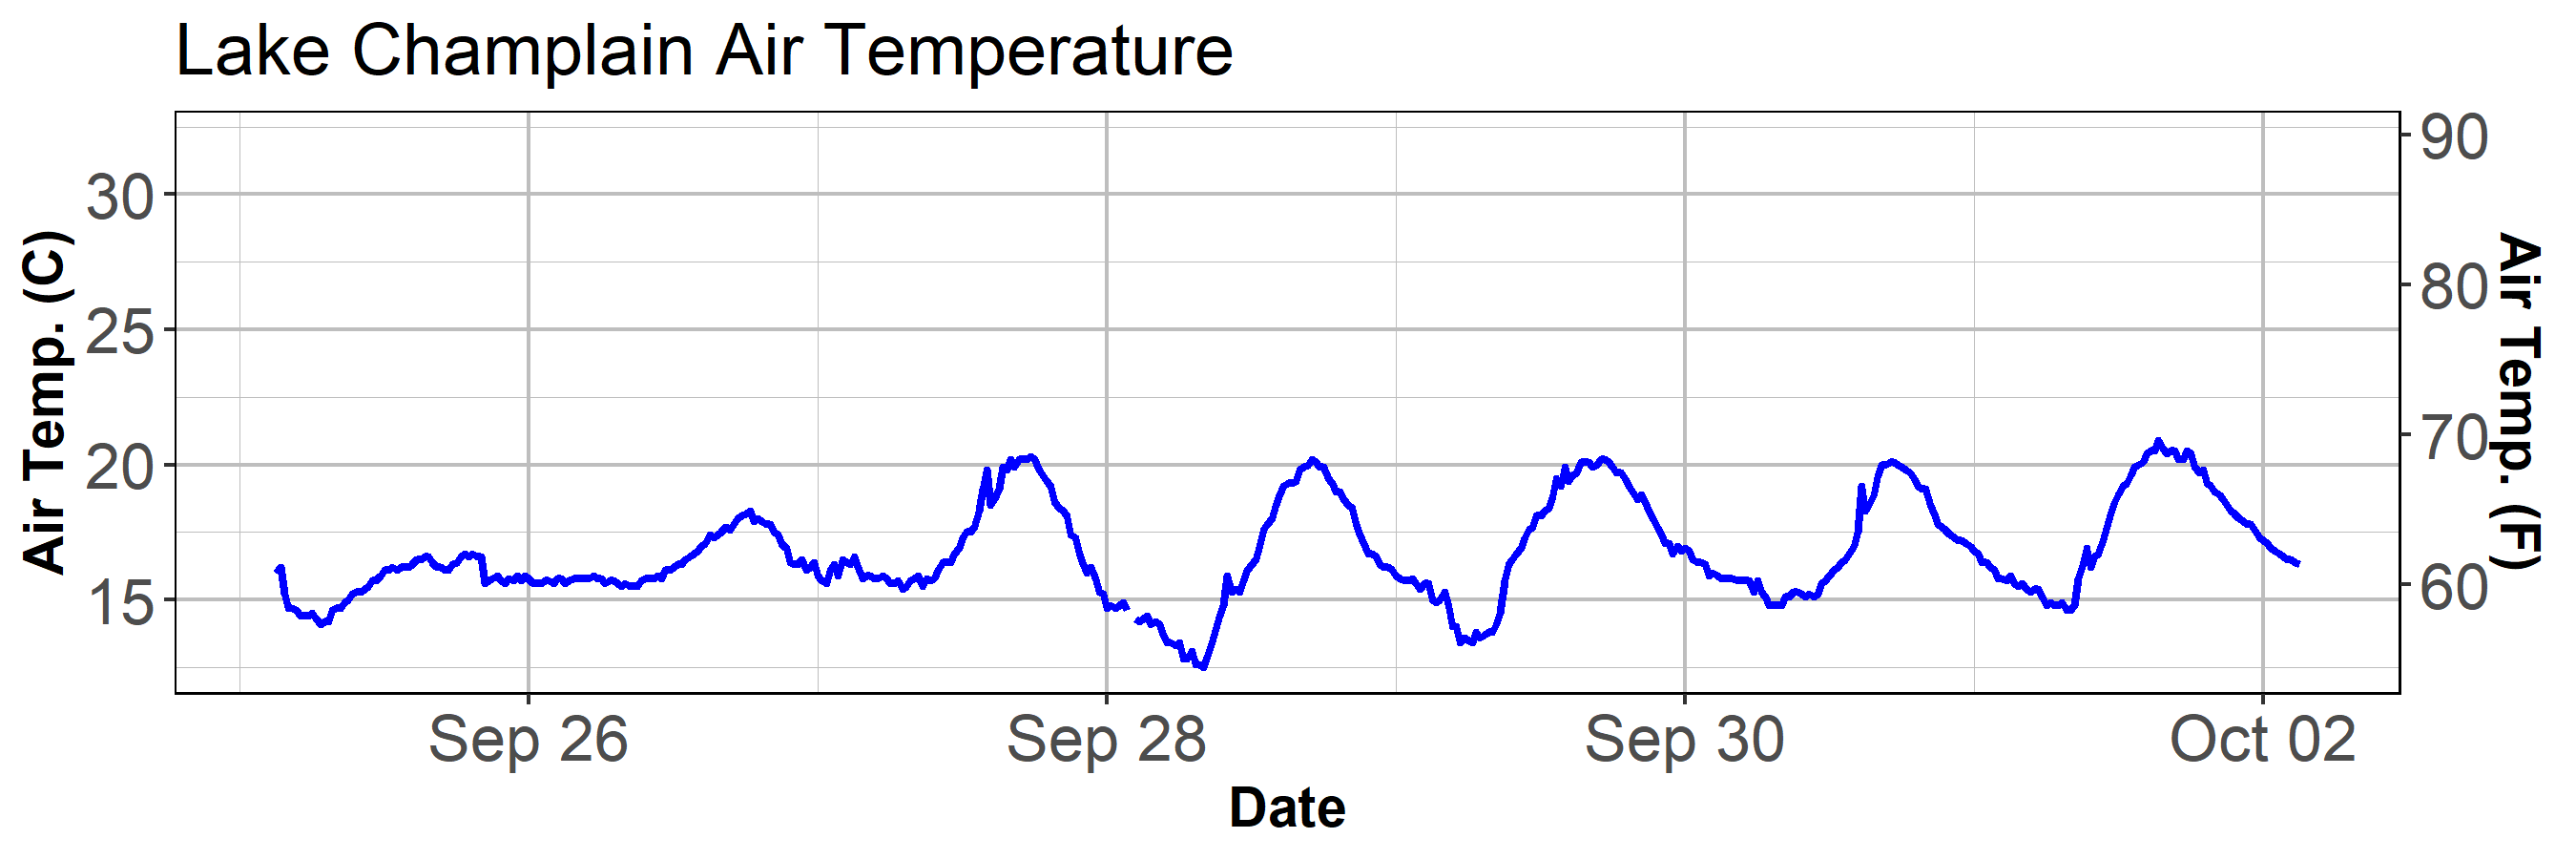 Lake Champlain Air Temperature
Air Temp. (C)
30
25
20
15
90
80
70
60
Air Temp. (F)
Sep 26
Sep 28
Sep 30
Oct 02
Date